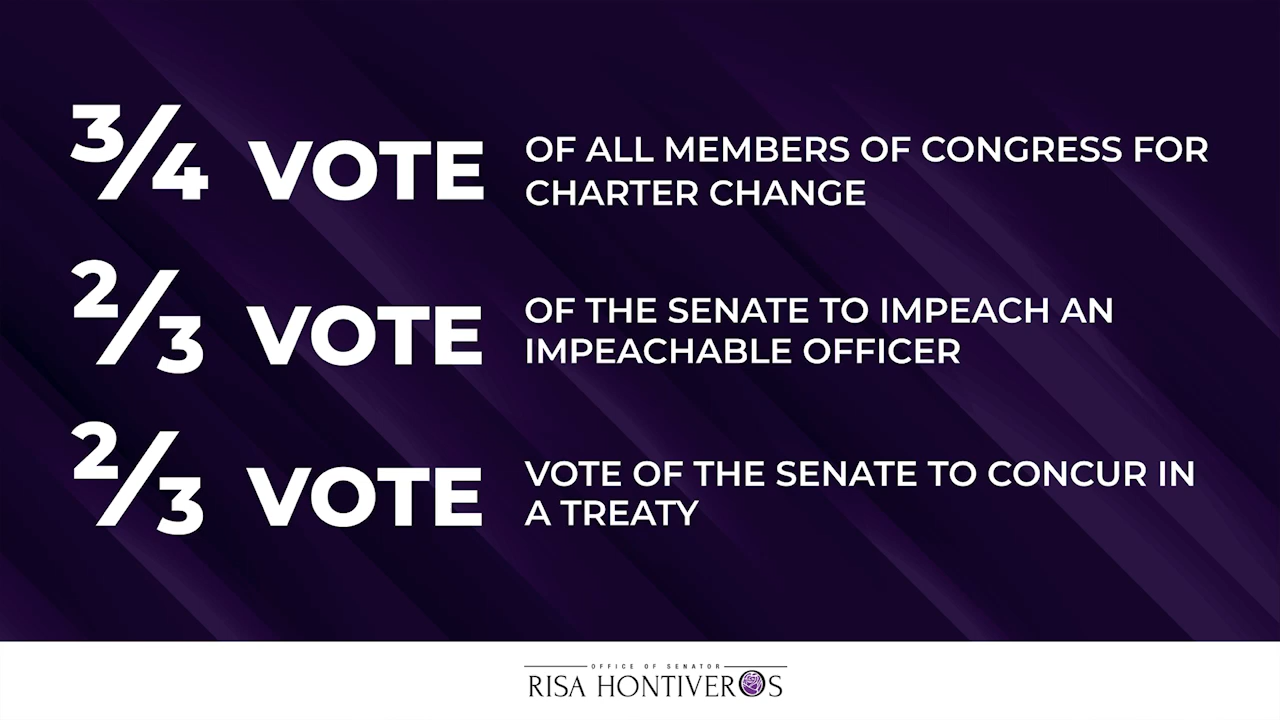 3/4 VOTE OF ALL MEMBERS OF CONGRESS FOR
CHARTER CHANGE
2/3 VOTE OF THE SENATE TO IMPEACH AN
IMPEACHABLE OFFICER
2/3 VOTE VOTE OF THE SENATE TO CONCUR IN
A TREATY
OFFICE OF SENATOR
RISA HONTIVEROS